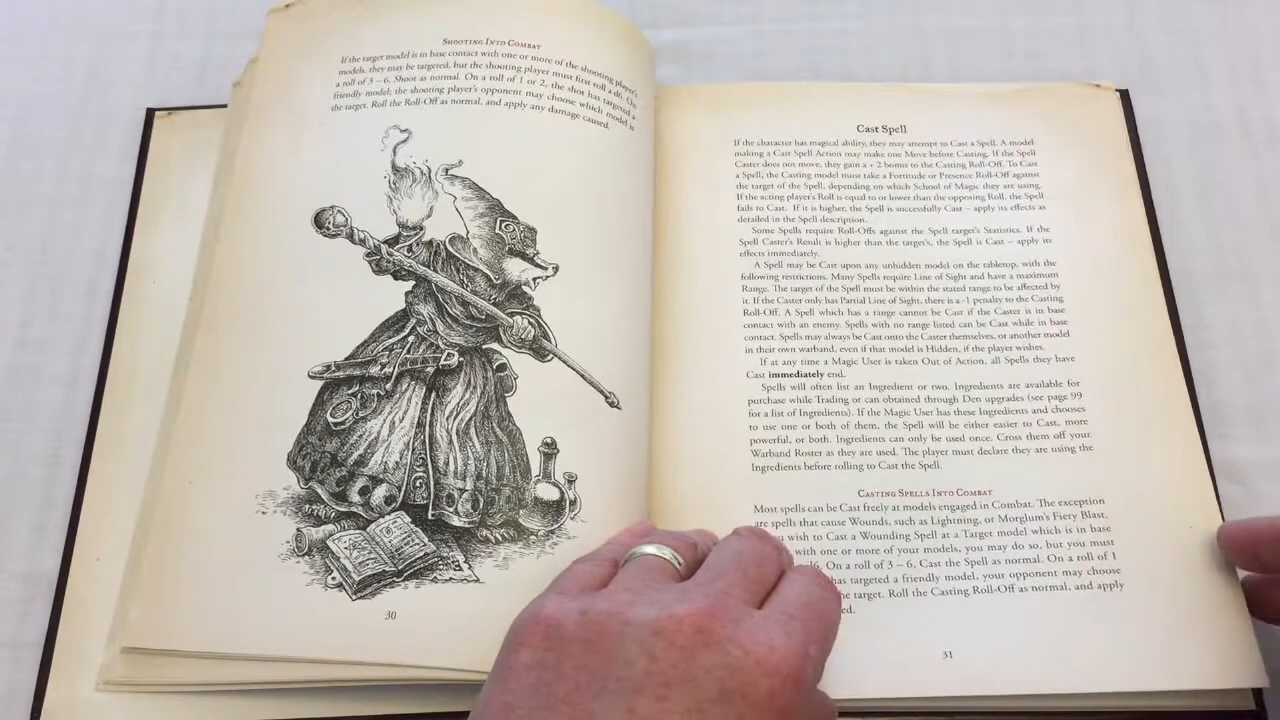 SHOOTING INTO COMBAT
If the target model is in base contact with one or more of the shooting player's
models, they may be targeted, but the shooting player must first roll a d6. On
a roll of 3 – 6, Shoot as normal. On a roll of 1 or 2, the shot has targeted a
friendly model; the shooting player's opponent may choose which model is
the target. Roll the Roll-Off as normal, and apply any damage caused.
30
Cast Spell
If the character has magical ability, they may attempt to Cast a Spell. A model
making a Cast Spell Action may make one Move before Casting. If the Spell
Caster does not move, they gain a + 2 bonus to the Casting Roll-Off. To Cast
a Spell, the Casting model must take a Fortitude or Presence Roll-Off against
the target of the Spell, depending on which School of Magic they are using.
If the acting player's Roll is equal to or lower than the opposing Roll, the Spell
fails to Cast. If it is higher, the Spell is successfully Cast – apply its effects as
detailed in the Spell description.
Some Spells require Roll-Offs against the Spell target's Statistics. If the
Spell Caster's Result is higher than the target's, the Spell is Cast – apply its
effects immediately.
A Spell may be Cast upon any unhidden model on the tabletop, with the
following restrictions. Many Spells require Line of Sight and have a maximum
Range. The target of the Spell must be within the stated range to be affected by
it. If the Caster only has Partial Line of Sight, there is a -1 penalty to the Casting
Roll-Off. A Spell which has a range cannot be Cast if the Caster is in base
contact with an enemy. Spells with no range listed can be Cast while in base
contact. Spells may always be Cast onto the Caster themselves, or another model
in their own warband, even if that model is Hidden, if the player wishes.
If at any time a Magic User is taken Out of Action, all Spells they have
Cast immediately end.
Spells will often list an Ingredient or two. Ingredients are available for
purchase while Trading or can obtained through Den upgrades (see page 99
for a list of Ingredients). If the Magic User has these Ingredients and chooses
to use one or both of them, the Spell will be either easier to Cast, more
powerful, or both. Ingredients can only be used once. Cross them off your
Warband Roster as they are used. The player must declare they are using the
Ingredients before rolling to Cast the Spell.
CASTING SPELLS INTO COMBAT
Most spells can be Cast freely at models engaged in Combat. The exception
are spells that cause Wounds, such as Lightning, or Morglum's Fiery Blast.
wish to Cast a Wounding Spell at a Target model which is in base
with one or more of your models, you may do so, but you must
d6. On a roll of 3 – 6, Cast the Spell as normal. On a roll of 1
has targeted a friendly model, your opponent may choose
the target. Roll the Casting Roll-Off as normal, and apply
31